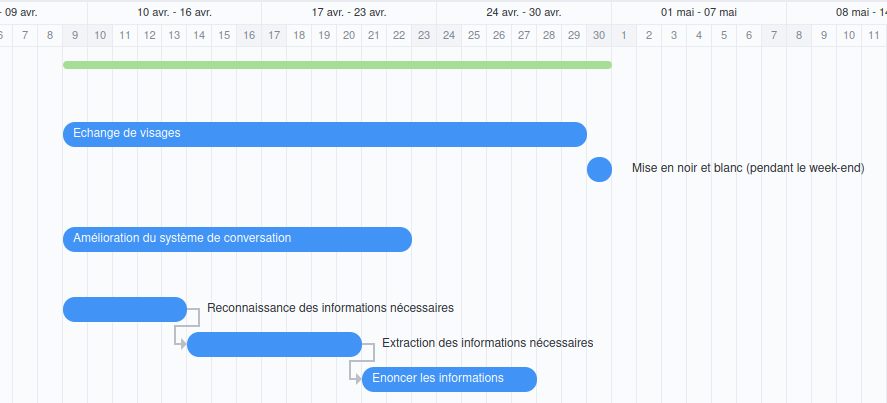 - 09 avr. 10 avr. - 16 avr. 17 avr. - 23 avr. 24 avr. - 30 avr. 01 mai - 07 mai 08 mai - 14
6 7 8 9 10 11 12 13 14 15 16 17 18 19 20 21 22 23 24 25 26 27 28 29 30 1 2 3 4 5 6 7 8 9 10 11
Echange de visages
Mise en noir et blanc (pendant le week-end)
Amélioration du système de conversation
Reconnaissance des informations nécessaires
Extraction des informations nécessaires
Enoncer les informations